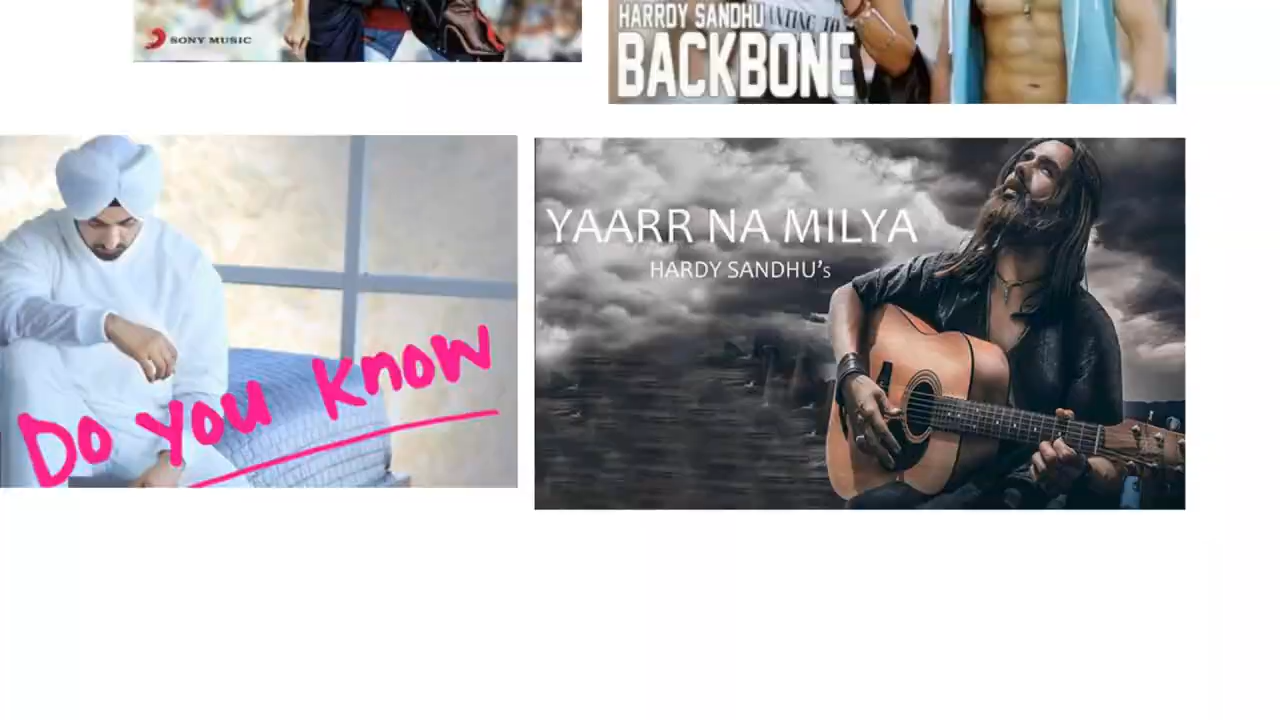 SONY MUSIC
HARRDY SANDHU
BACKBONE
YAARR NA MILYA
HARDY SANDHU's
Do You Know